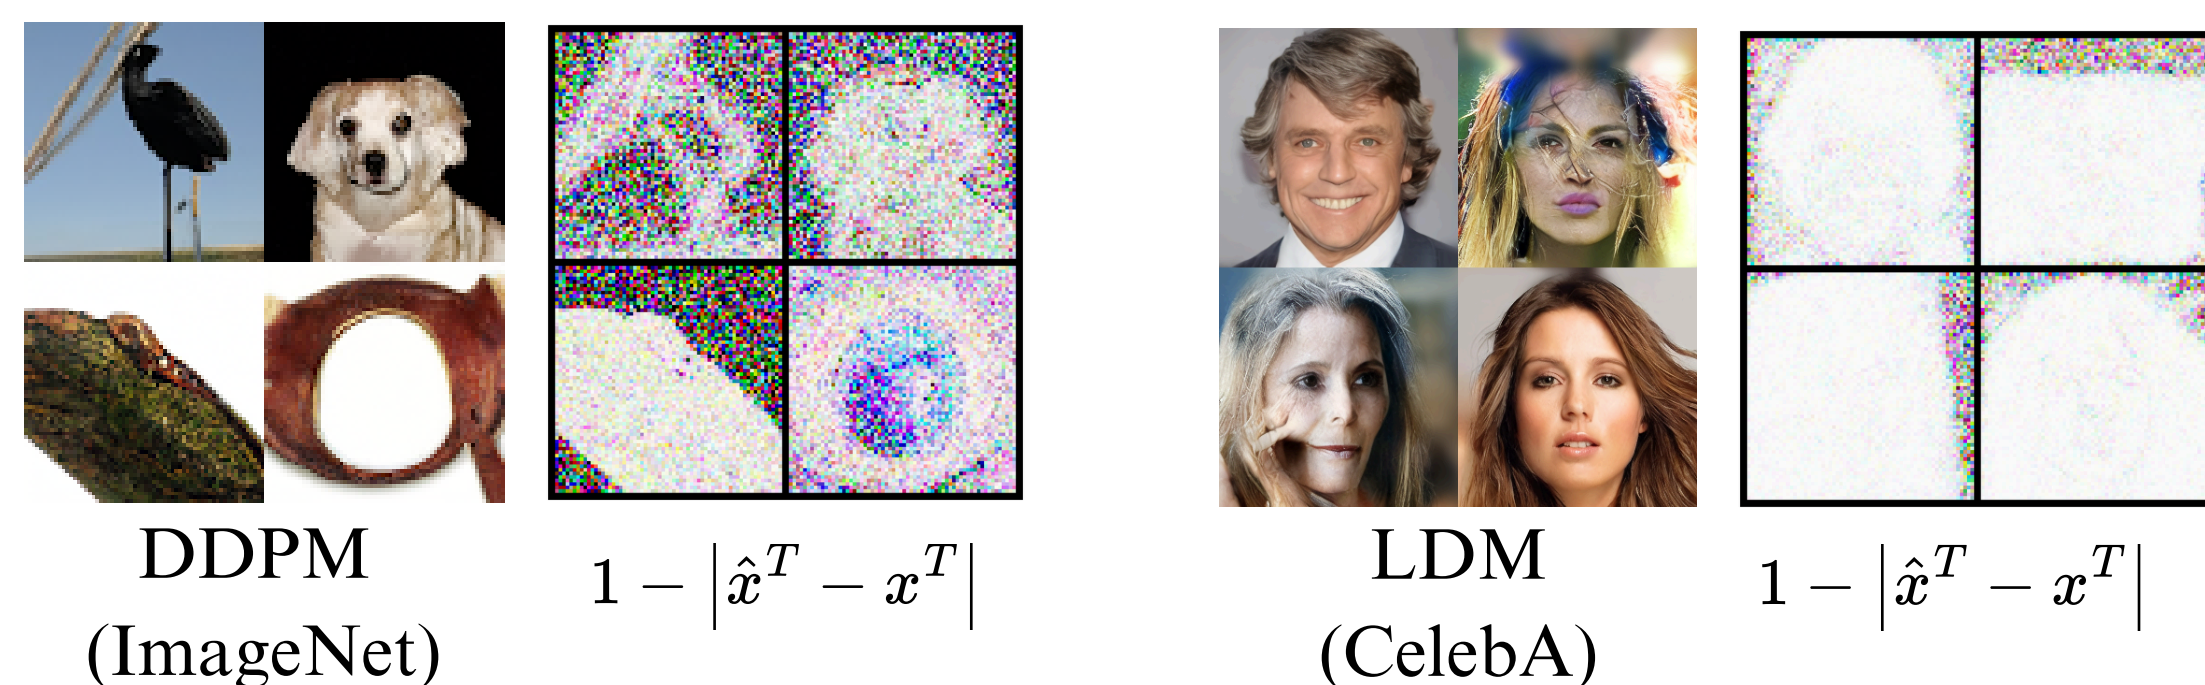 DDPM
(ImageNet)
1 − |x̂^T − x^T|
LDM
(CelebA)
1 − |x̂^T − x^T|